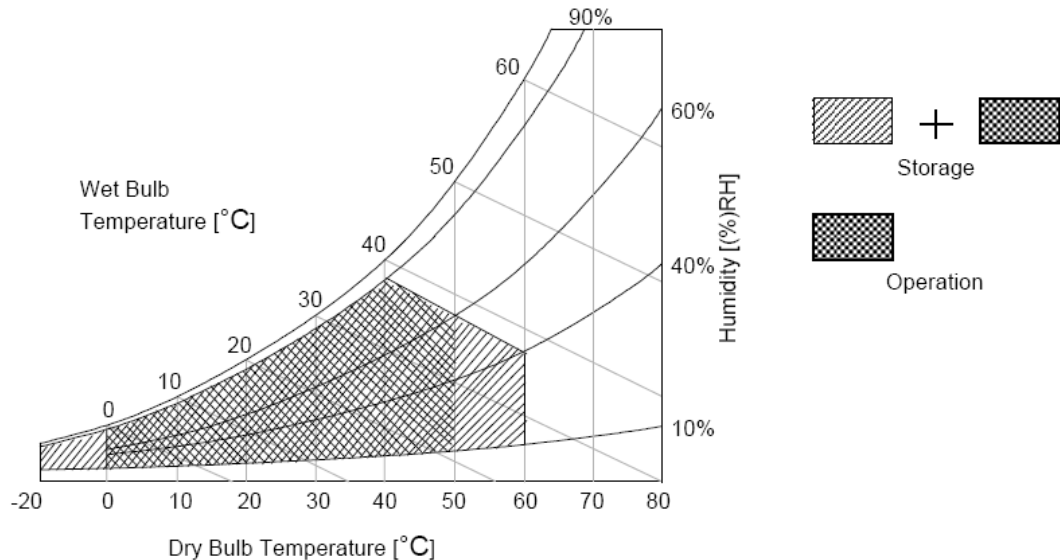 90%
60
60%
50
Wet Bulb
Temperature [°C]
40
40%
30
20
10
0
10%
-20 0 10 20 30 40 50 60 70 80
Dry Bulb Temperature [°C]
Humidity [(%)RH]
+
Storage
Operation